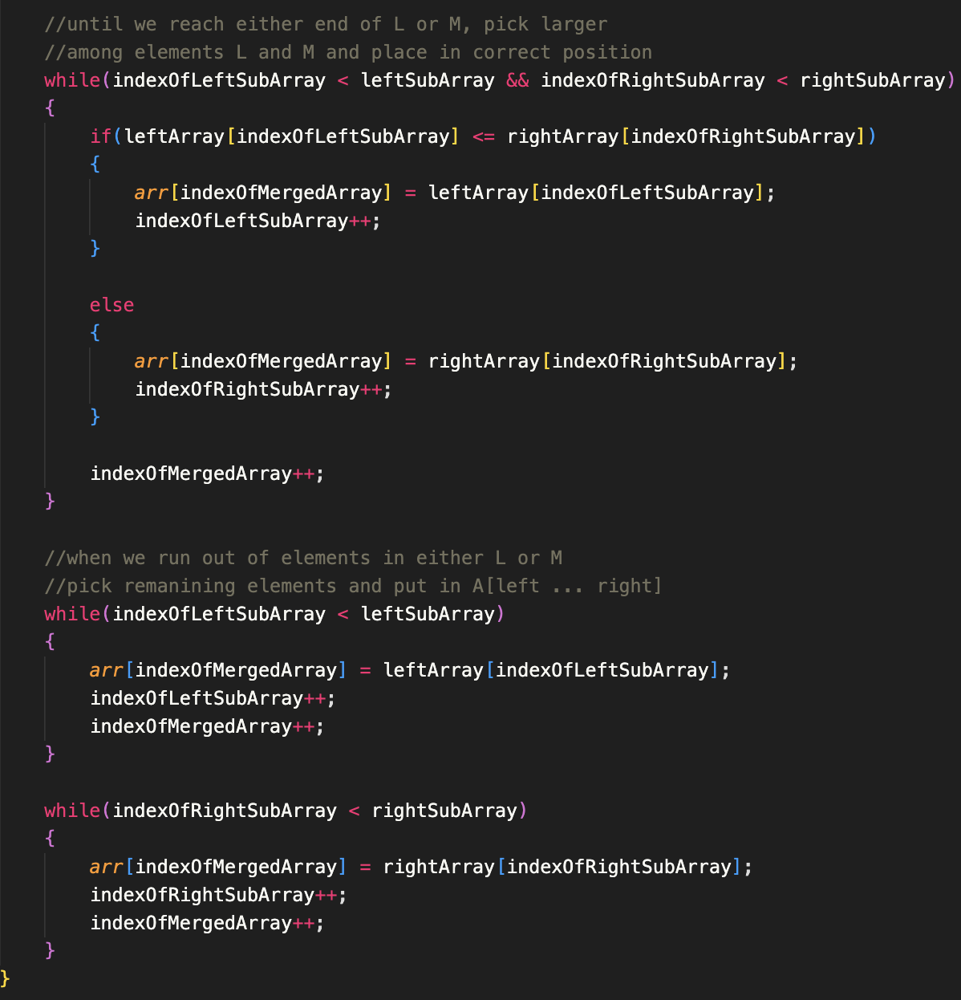 //until we reach either end of L or M, pick larger
//among elements L and M and place in correct position
while(indexOfLeftSubArray < leftSubArray && indexOfRightSubArray < rightSubArray)
{
if(leftArray[indexOfLeftSubArray] <= rightArray[indexOfRightSubArray])
{
arr[indexOfMergedArray] = leftArray[indexOfLeftSubArray];
indexOfLeftSubArray++;
}
else
{
arr[indexOfMergedArray] = rightArray[indexOfRightSubArray];
indexOfRightSubArray++;
}
indexOfMergedArray++;
}
//when we run out of elements in either L or M
//pick remanining elements and put in A[left ... right]
while(indexOfLeftSubArray < leftSubArray)
{
arr[indexOfMergedArray] = leftArray[indexOfLeftSubArray];
indexOfLeftSubArray++;
indexOfMergedArray++;
}
while(indexOfRightSubArray < rightSubArray)
{
arr[indexOfMergedArray] = rightArray[indexOfRightSubArray];
indexOfRightSubArray++;
indexOfMergedArray++;
}
}